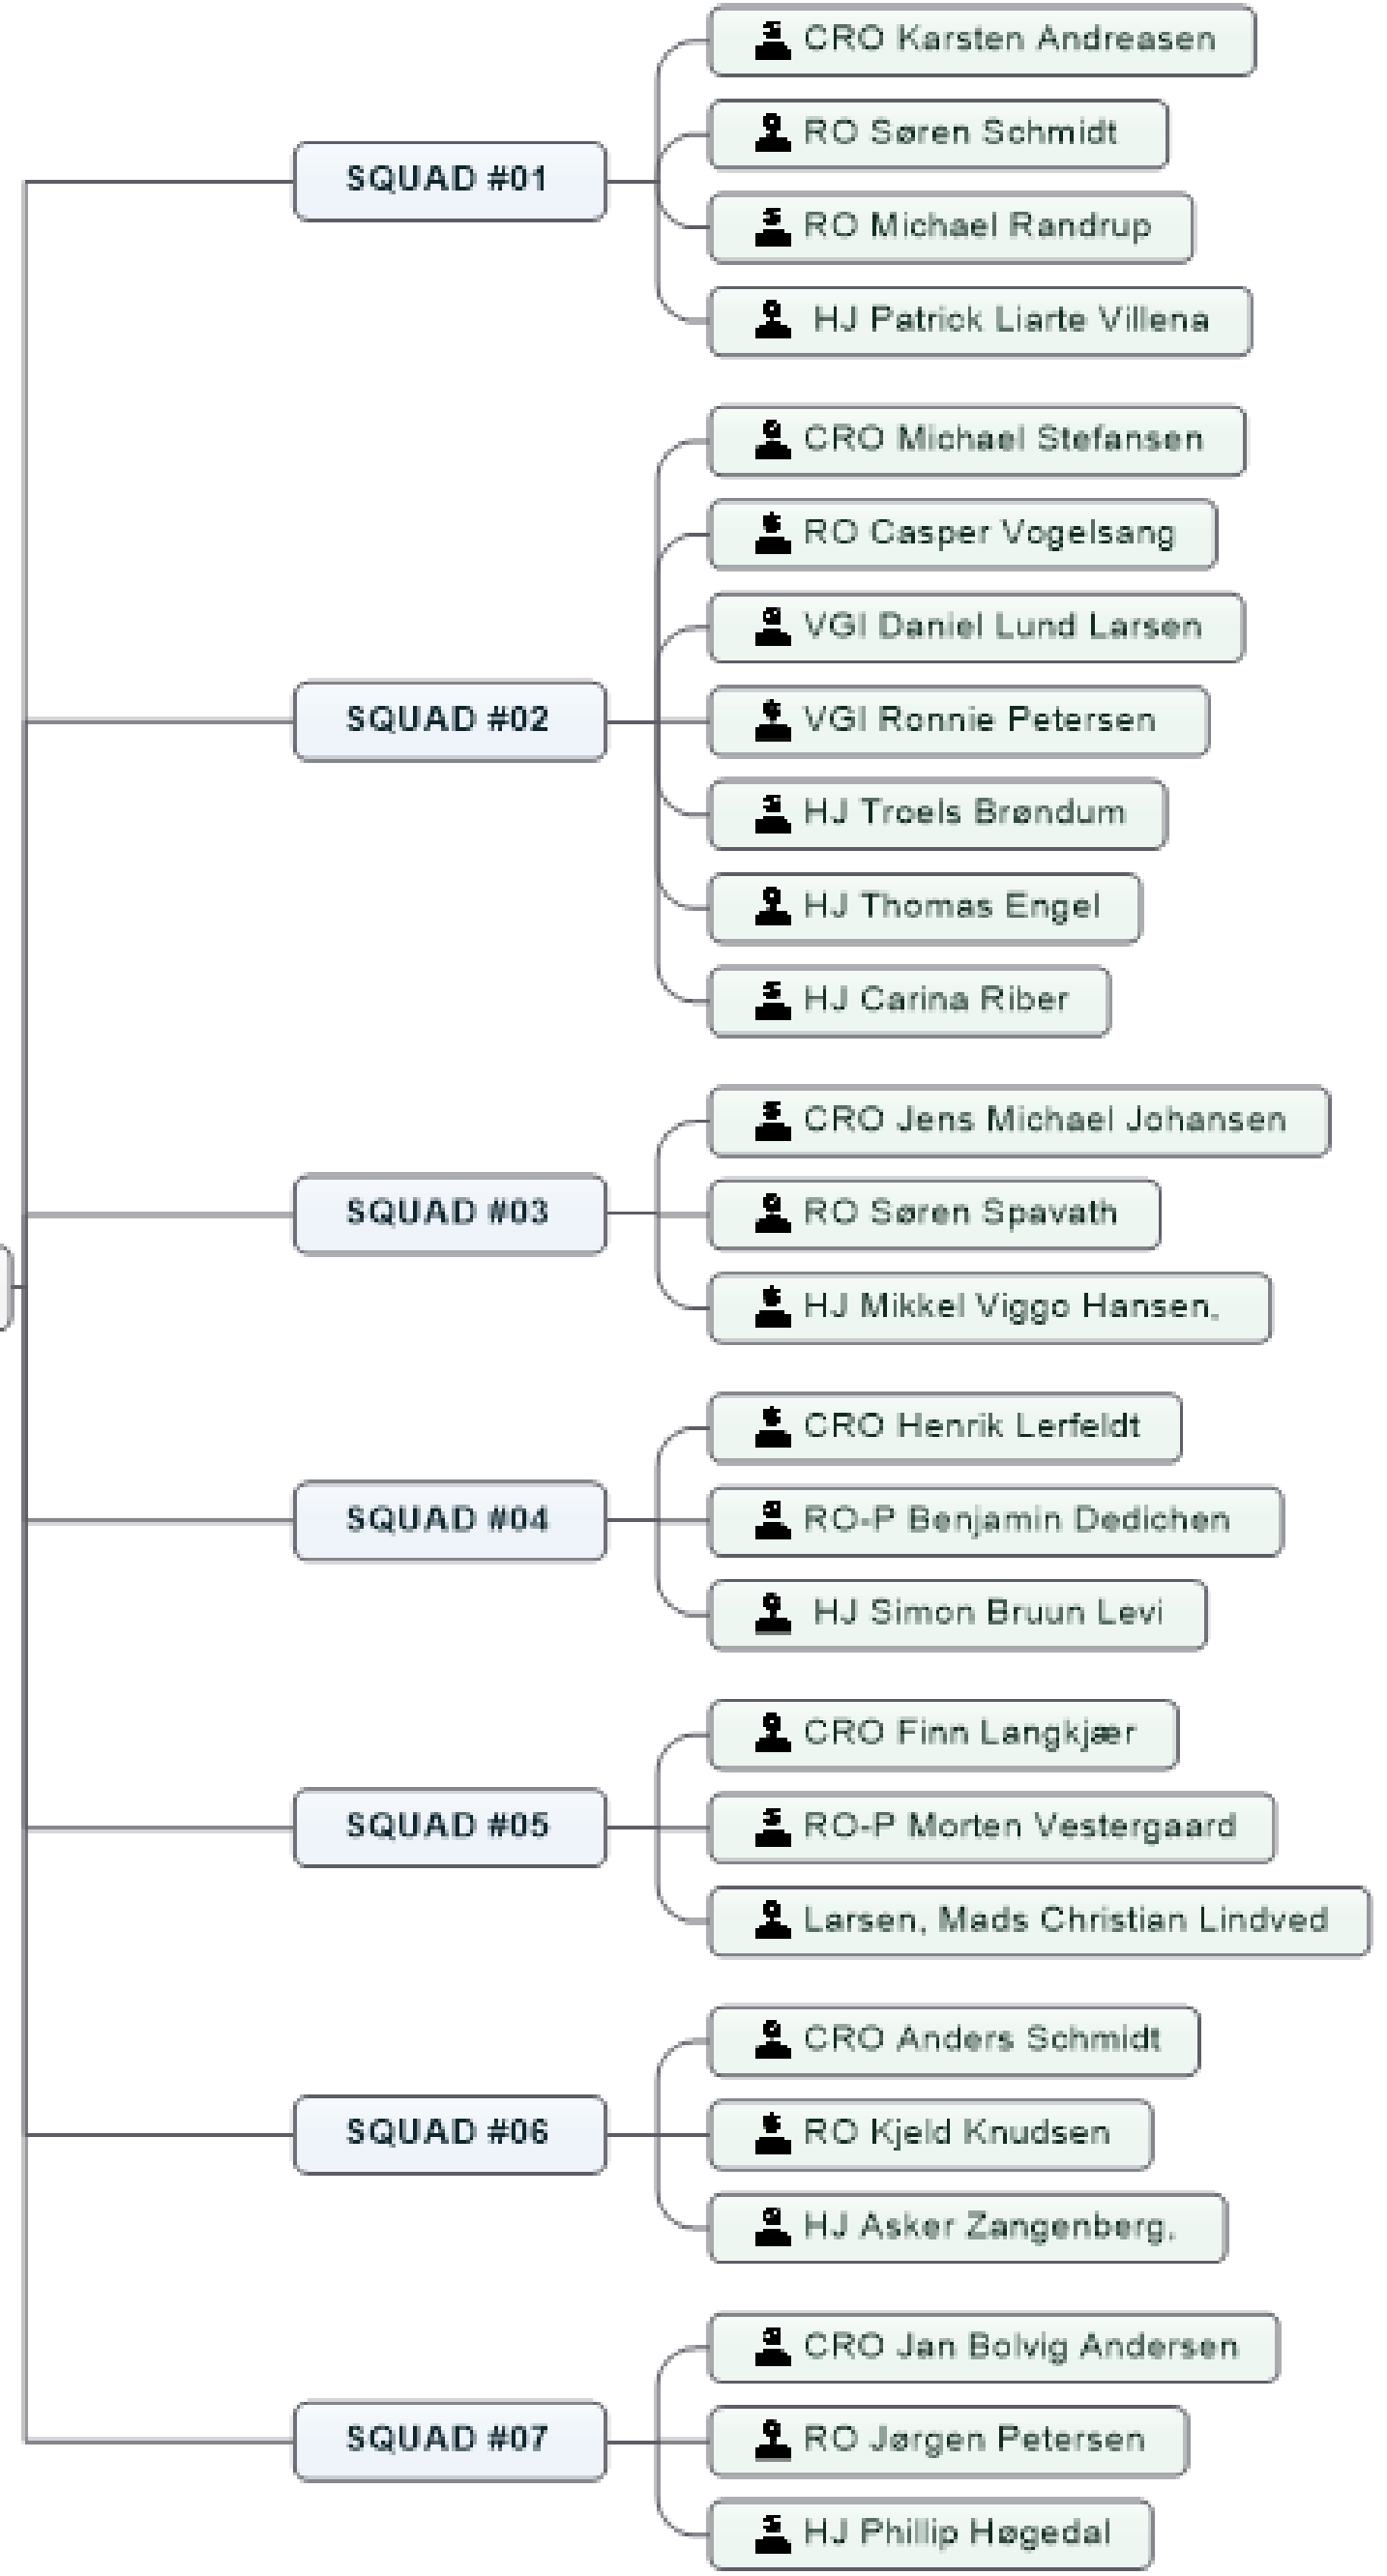 SQUAD #01
CRO Karsten Andreasen
RO Søren Schmidt
RO Michael Randrup
HJ Patrick Liarte Villena
SQUAD #02
CRO Michael Stefansen
RO Casper Vogelsang
VGI Daniel Lund Larsen
VGI Ronnie Petersen
HJ Troels Brøndum
HJ Thomas Engel
HJ Carina Riber
SQUAD #03
CRO Jens Michael Johansen
RO Søren Spavath
HJ Mikkel Viggo Hansen,
SQUAD #04
CRO Henrik Lerfeldt
RO-P Benjamin Dedichen
HJ Simon Bruun Levi
SQUAD #05
CRO Finn Langkjær
RO-P Morten Vestergaard
Larsen, Mads Christian Lindved
SQUAD #06
CRO Anders Schmidt
RO Kjeld Knudsen
HJ Asker Zangenberg,
SQUAD #07
CRO Jan Bolvig Andersen
RO Jørgen Petersen
HJ Phillip Høgedal